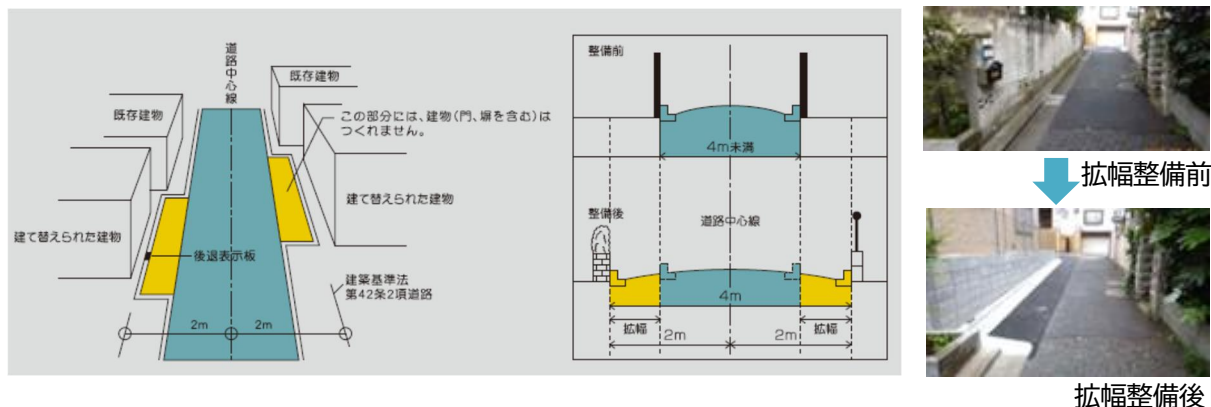 道路中心線
既存建物
既存建物
この部分には、建物(門、塀を含む)は
つくれません。
建て替えられた建物
建て替えられた建物
後退表示板
建築基準法
第42条2項道路
2m
2m
整備前
4m未満
整備後
道路中心線
4m
拡幅
拡幅
2m
2m
拡幅整備前
拡幅整備後